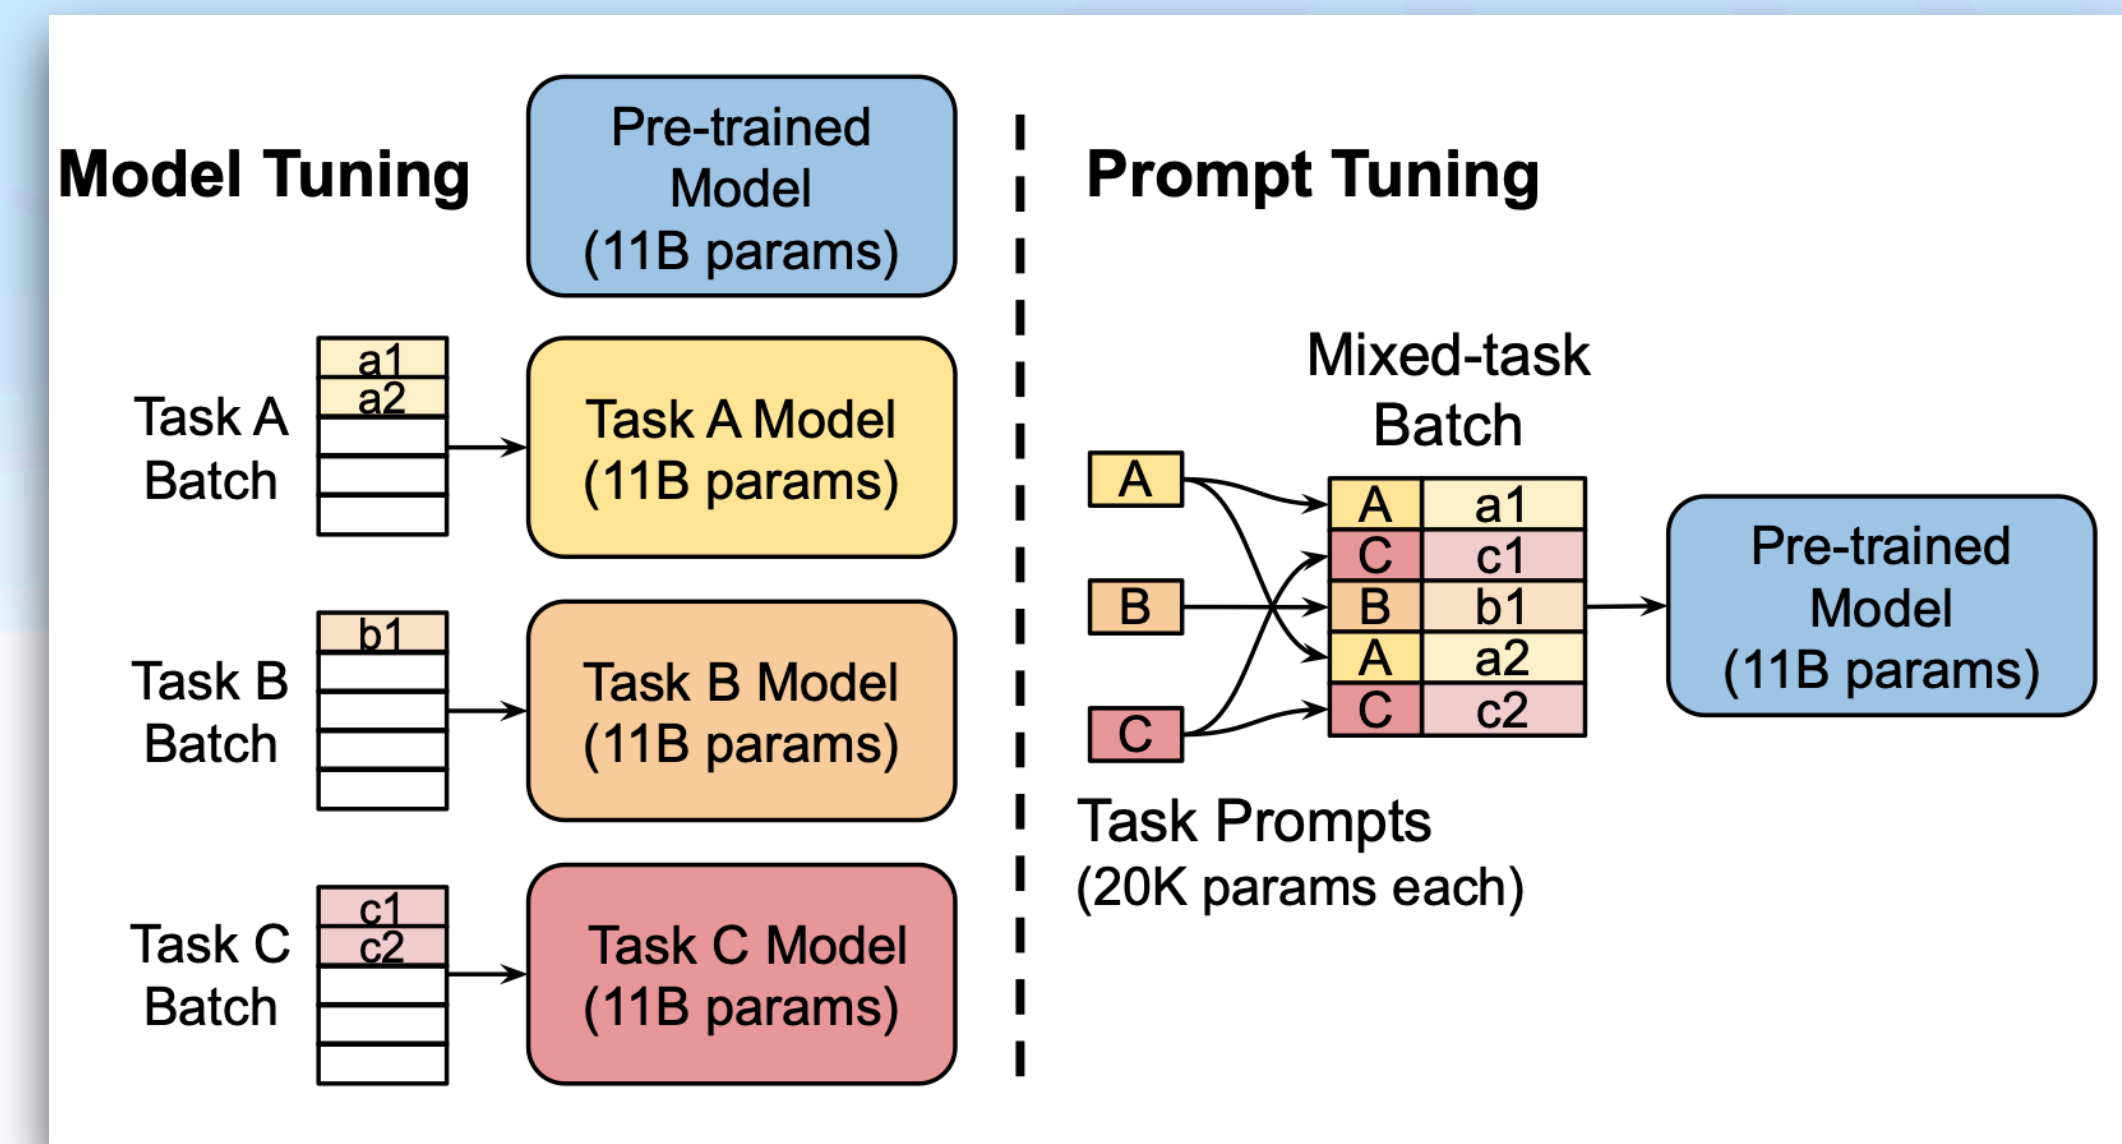 Model Tuning
Pre-trained
Model
(11B params)
Task A
Batch
a1
a2
Task A Model
(11B params)
Task B
Batch
b1
Task B Model
(11B params)
Task C
Batch
c1
c2
Task C Model
(11B params)
Prompt Tuning
Mixed-task
Batch
A
B
C
A a1
C c1
B b1
A a2
C c2
Task Prompts
(20K params each)
Pre-trained
Model
(11B params)